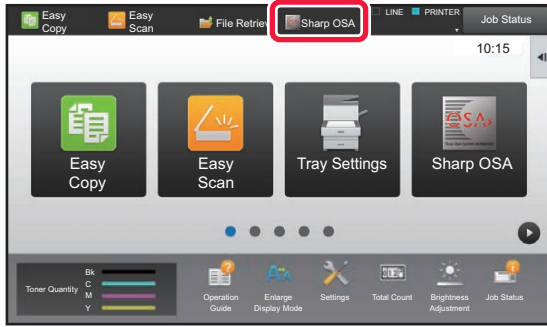 Easy
Copy
Easy
Scan
File Retriev
Sharp OSA
LINE
PRINTER
Job Status
10:15
Easy
Copy
Easy
Scan
Tray Settings
OSA
Sharp OSA
Toner Quantity
Bk
C
M
Y
Operation
Guide
Enlarge
Display Mode
Settings
Total Count
Brightness
Adjustment
Job Status